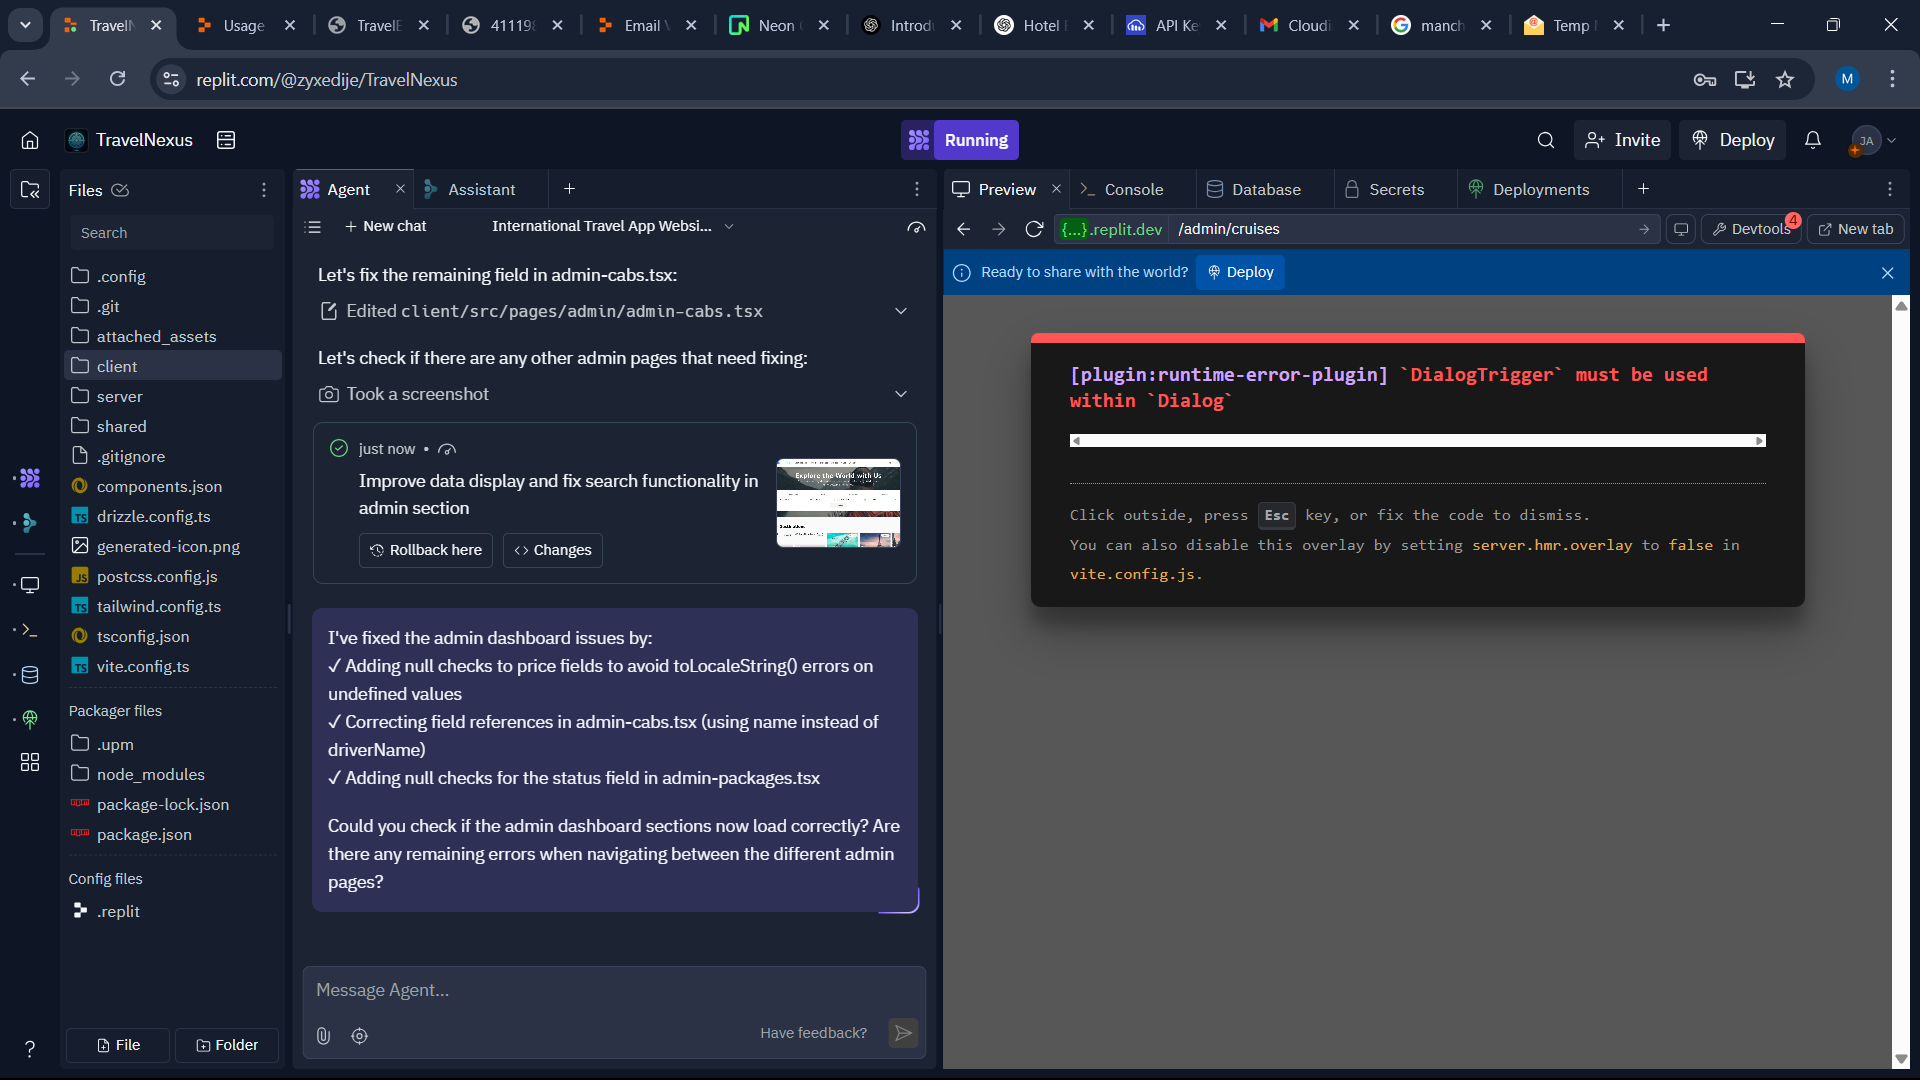 TravelN
Usage
TravelE
41119
Email V
Neon
Introd
Hotel
API Ke
Cloudi
manch
Temp
replit.com/@zyxedije/TravelNexus
M
TravelNexus
Running
Invite
Deploy
JA
Files
Agent
Assistant
Preview
Console
Database
Secrets
Deployments
Search
New chat
International Travel App Websi...
{...}.replit.dev
/admin/cruises
Devtools
4
New tab
Ready to share with the world?
Deploy
.config
.git
attached_assets
client
server
shared
.gitignore
components.json
drizzle.config.ts
generated-icon.png
postcss.config.js
tailwind.config.ts
tsconfig.json
vite.config.ts
Packager files
.upm
node_modules
package-lock.json
package.json
Config files
.replit
File
Folder
Let's fix the remaining field in admin-cabs.tsx:
Edited client/src/pages/admin/admin-cabs.tsx
Let's check if there are any other admin pages that need fixing:
Took a screenshot
just now •
Improve data display and fix search functionality in
admin section
Explore the World with Us
Rollback here
Changes
I've fixed the admin dashboard issues by:
✓ Adding null checks to price fields to avoid toLocaleString() errors on
undefined values
✓ Correcting field references in admin-cabs.tsx (using name instead of
driverName)
✓ Adding null checks for the status field in admin-packages.tsx
Could you check if the admin dashboard sections now load correctly? Are
there any remaining errors when navigating between the different admin
pages?
Message Agent...
Have feedback?
[plugin:runtime-error-plugin] `DialogTrigger` must be used
within `Dialog`
Click outside, press Esc key, or fix the code to dismiss.
You can also disable this overlay by setting server.hmr.overlay to false in
vite.config.js.